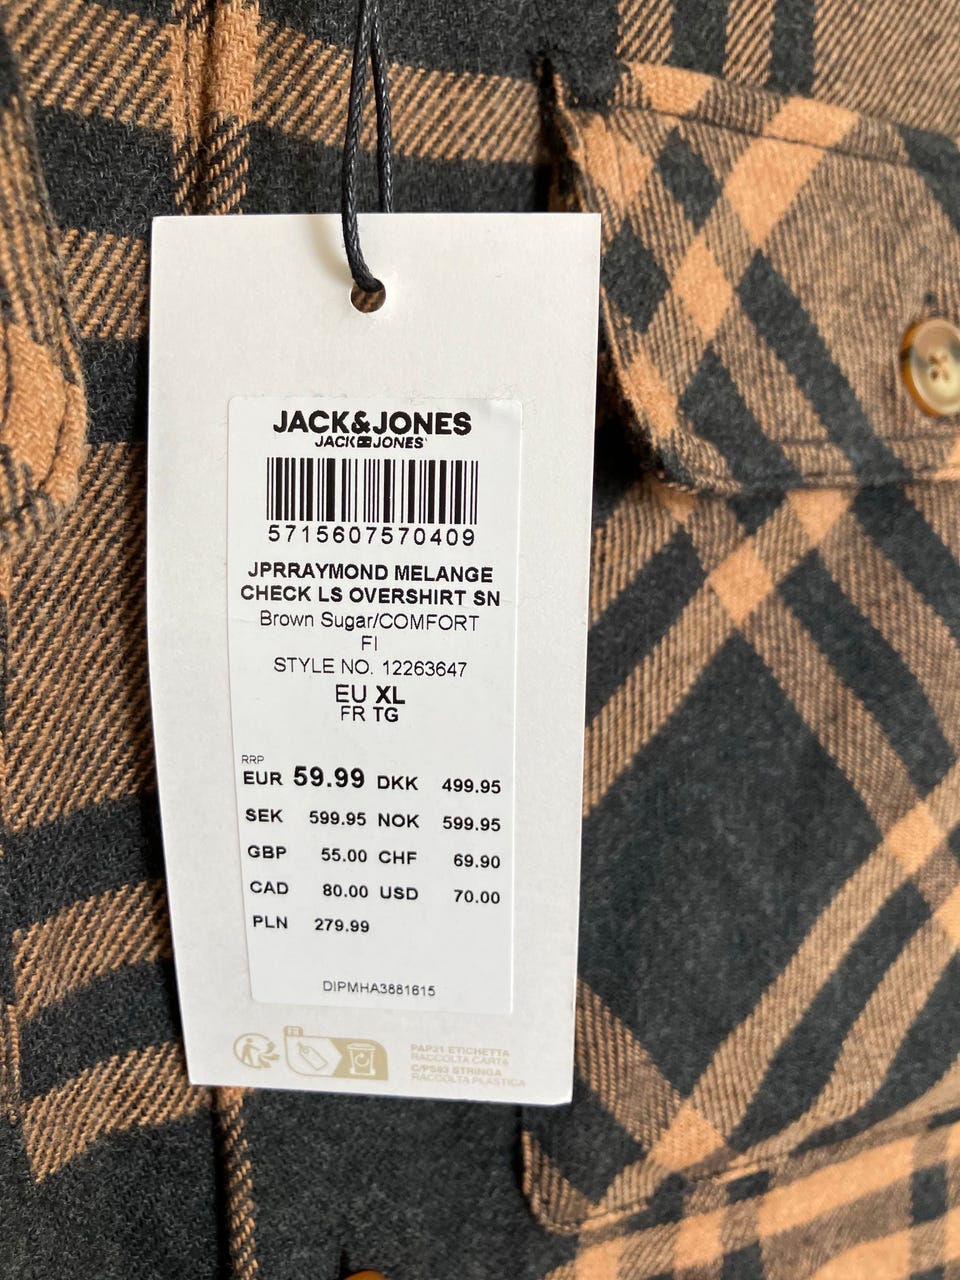 JACK&JONES
JACK JONES
5715607570409
JPRRAYMOND MELANGE
CHECK LS OVERSHIRT SN
Brown Sugar/COMFORT
FI
STYLE NO. 12263647
EU XL
FR TG
RRP
EUR 59.99 DKK 499.95
SEK 599.95 NOK 599.95
GBP 55.00 CHF 69.90
CAD 80.00 USD 70.00
PLN 279.99
DIPMHA3881615
FR
PAP21 ETICHETTA
RACCOLTA CARTA
C/PS93 STRINGA
RACCOLTA PLASTICA